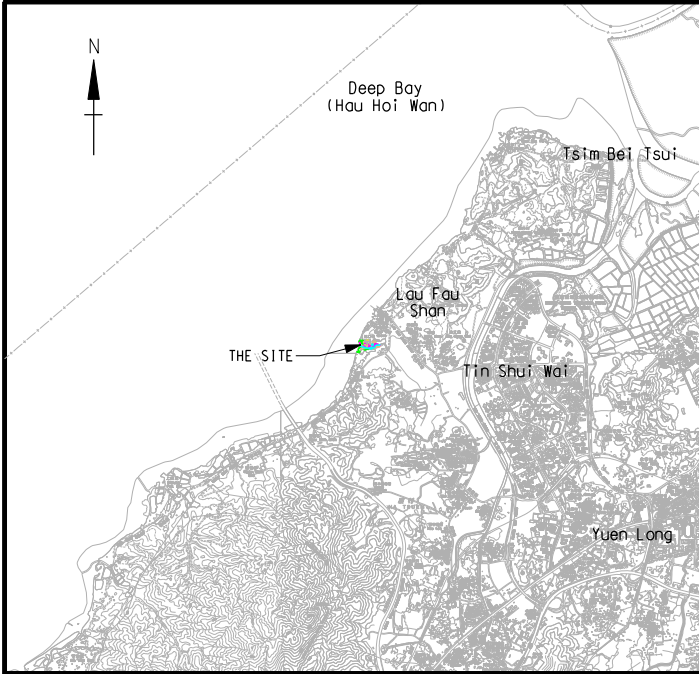 N
Deep Bay
(Hau Hoi Wan)
Tsim Bei Tsui
Lau Fau
Shan
THE SITE
Tin Shui Wai
Yuen Long